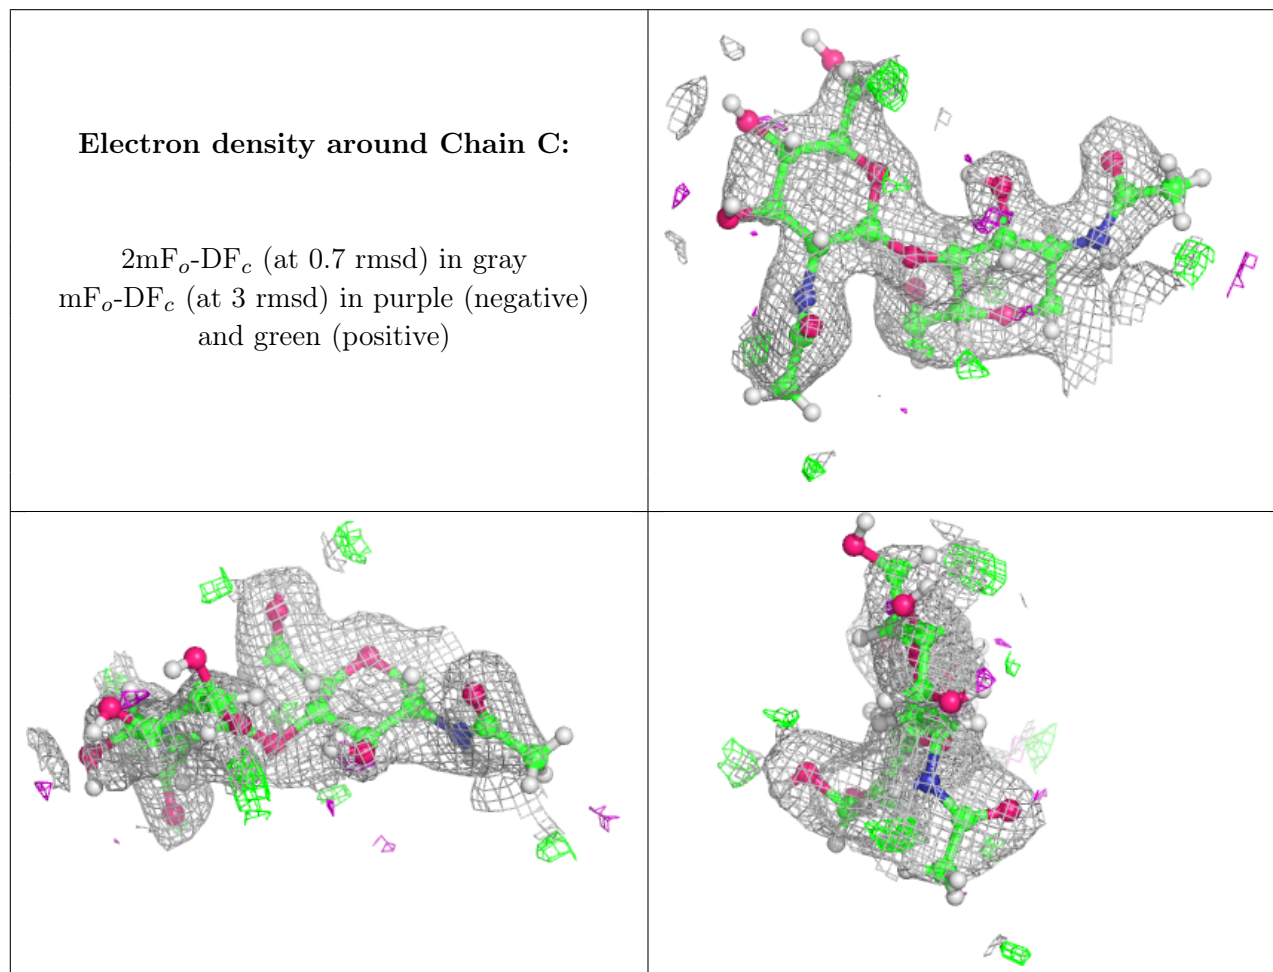 Electron density around Chain C:
2mFo-DFc (at 0.7 rmsd) in gray
mFo-DFc (at 3 rmsd) in purple (negative)
and green (positive)